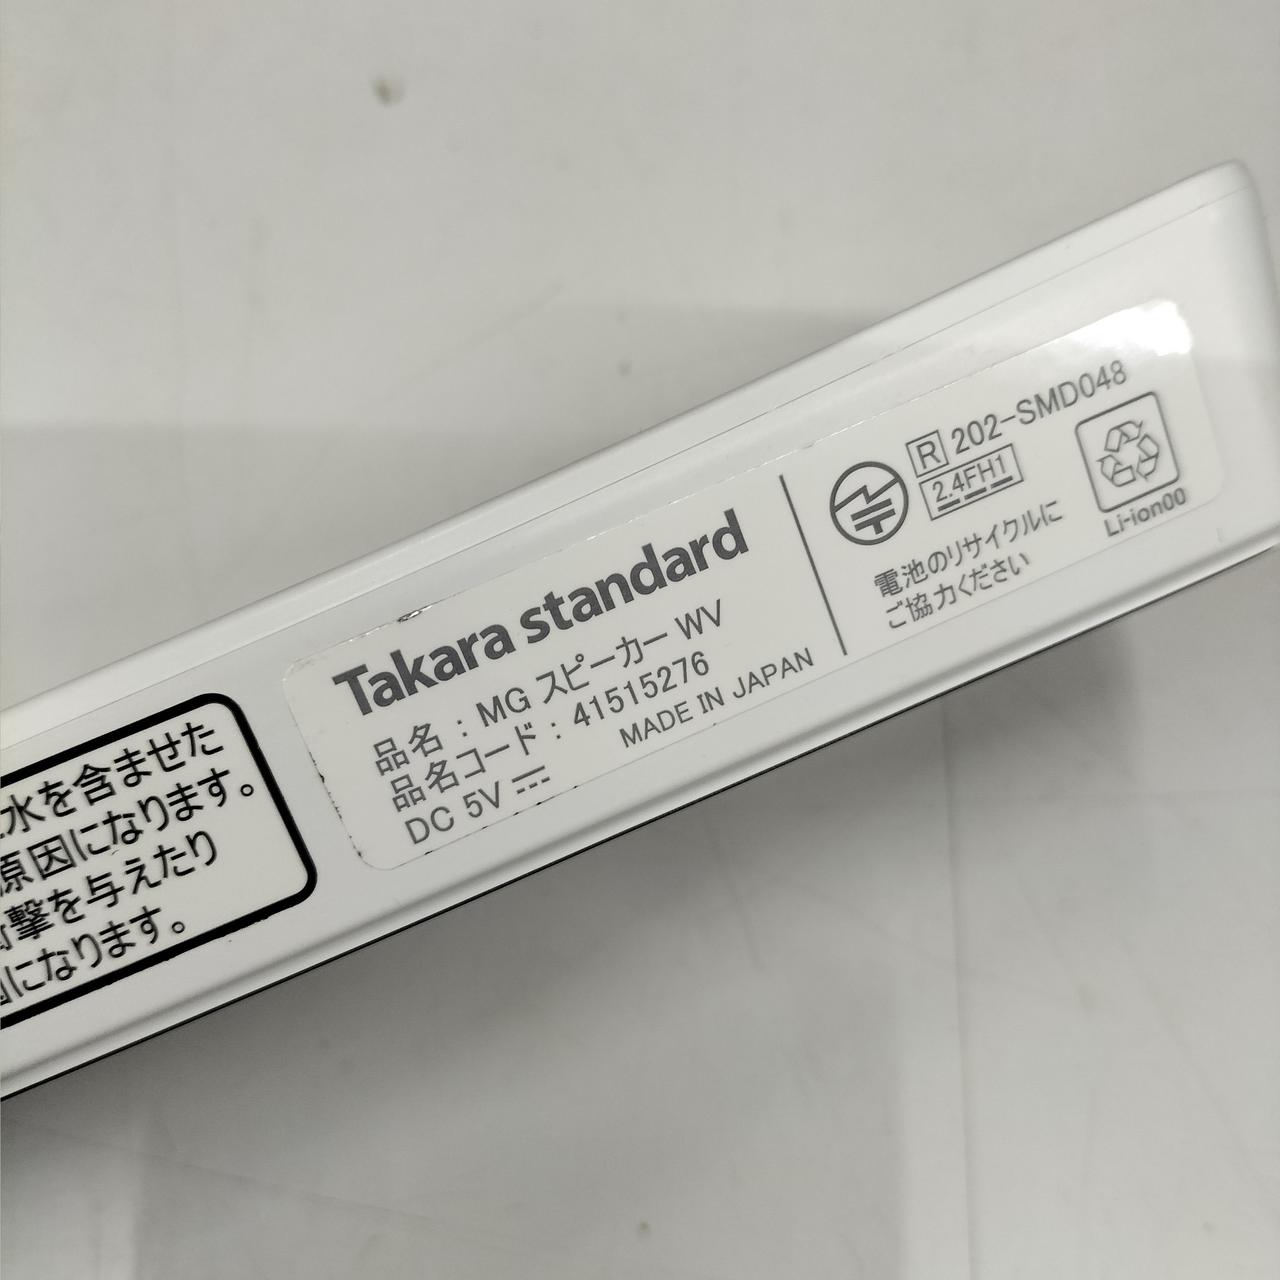 水を含ませた
原因になります。
撃を与えたり
因になります。
Takara standard
品名 : MG スピーカー WV
品名コード : 41515276
DC 5V
MADE IN JAPAN
R 202-SMD048
2.4FH1
電池のリサイクルに
ご協力ください
Li-ion00